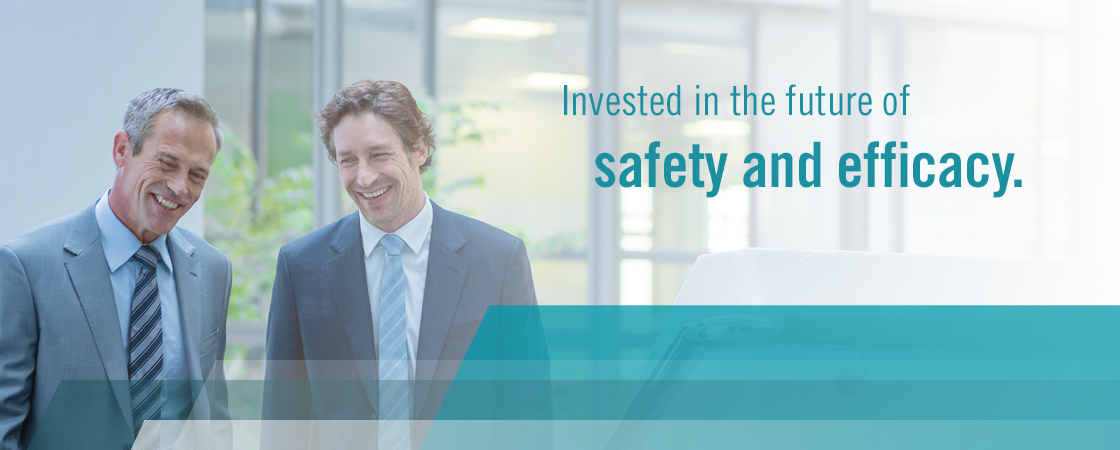 Invested in the future of
safety and efficacy.